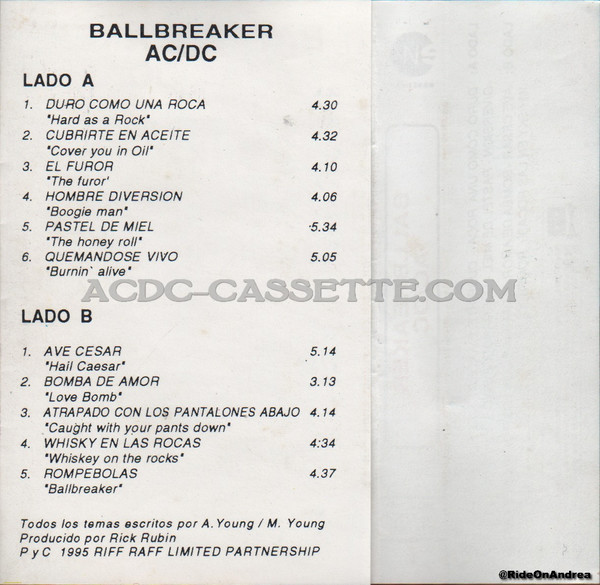 BALLBREAKER
AC/DC
LADO A
1. DURO COMO UNA ROCA 4.30
"Hard as a Rock"
2. CUBRIRTE EN ACEITE 4.32
"Cover you in Oil"
3. EL FUROR 4.10
"The furor'
4. HOMBRE DIVERSION 4.06
"Boogie man"
5. PASTEL DE MIEL 5.34
"The honey roll"
6. QUEMANDOSE VIVO 5.05
"Burnin` alive"
ACDC-CASSETTE.COM
LADO B
1. AVE CESAR 5.14
"Hail Caesar"
2. BOMBA DE AMOR 3.13
"Love Bomb"
3. ATRAPADO CON LOS PANTALONES ABAJO 4.14
"Caught with your pants down"
4. WHISKY EN LAS ROCAS 4:34
"Whiskey on the rocks"
5. ROMPEBOLAS 4.37
"Ballbreaker"
Todos los temas escritos por A.Young / M. Young
Producido por Rick Rubin
P y C 1995 RIFF RAFF LIMITED PARTNERSHIP
@RideOnAndrea